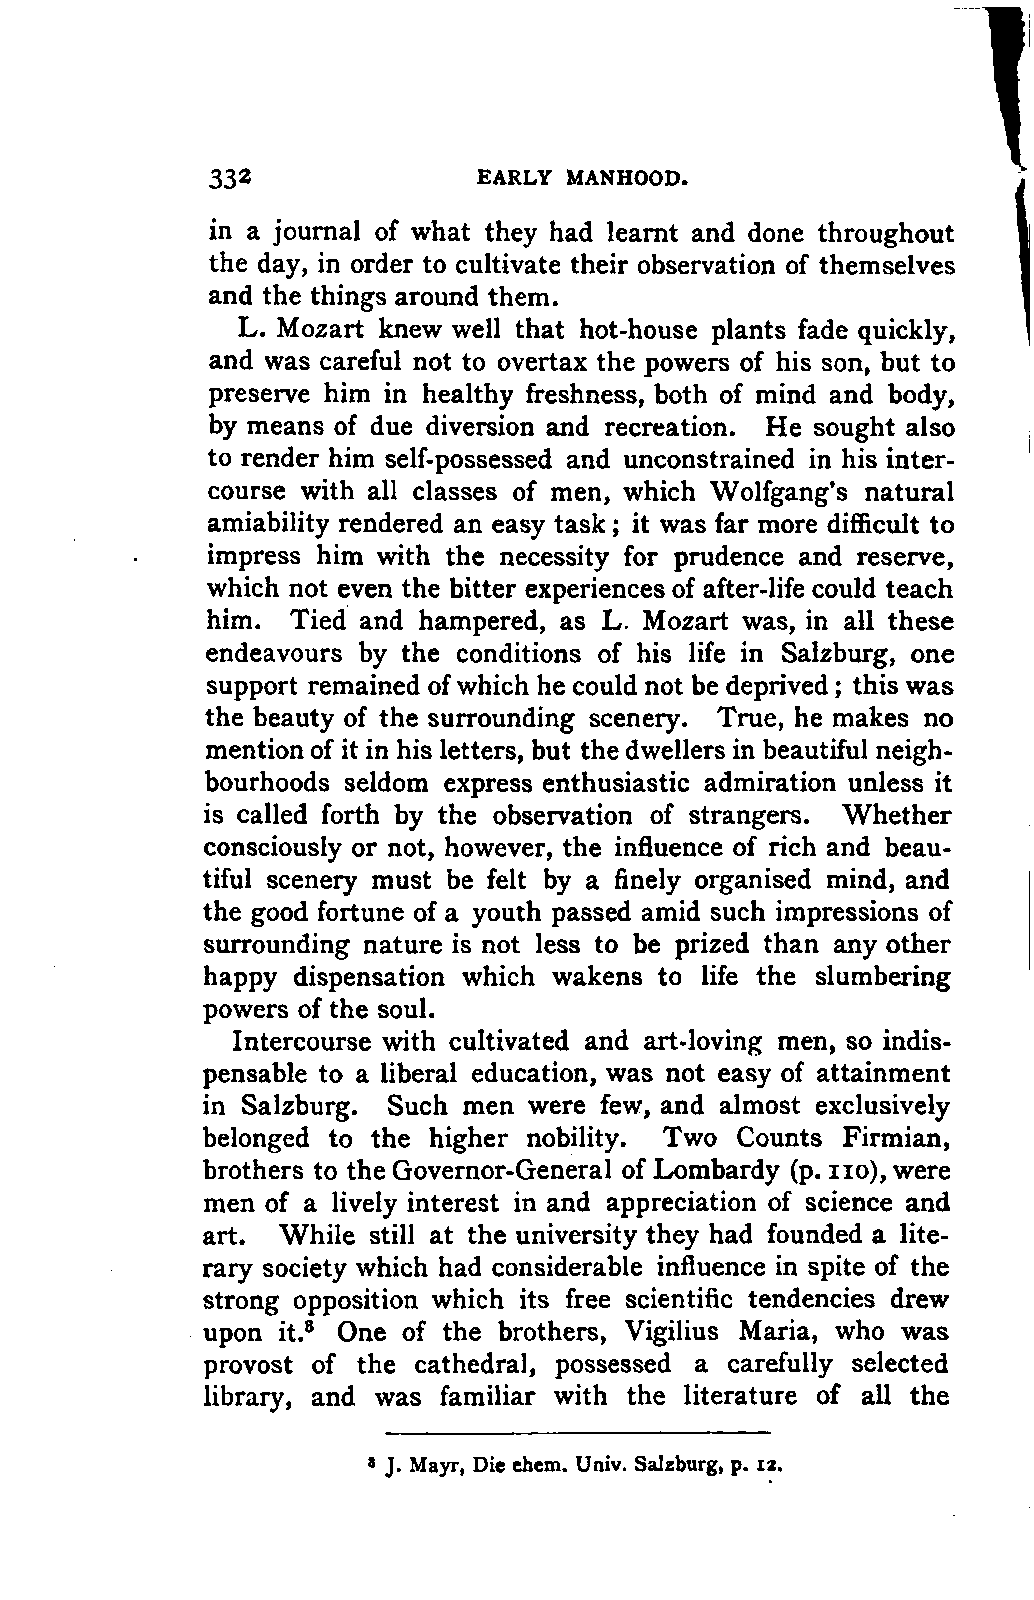 332 EARLY MANHOOD.
in a journal of what they had learnt and done throughout
the day, in order to cultivate their observation of themselves
and the things around them.
L. Mozart knew well that hot-house plants fade quickly,
and was careful not to overtax the powers of his son, but to
preserve him in healthy freshness, both of mind and body,
by means of due diversion and recreation. He sought also
to render him self-possessed and unconstrained in his inter-
course with all classes of men, which Wolfgang's natural
amiability rendered an easy task; it was far more difficult to
impress him with the necessity for prudence and reserve,
which not even the bitter experiences of after-life could teach
him. Tied and hampered, as L. Mozart was, in all these
endeavours by the conditions of his life in Salzburg, one
support remained of which he could not be deprived; this was
the beauty of the surrounding scenery. True, he makes no
mention of it in his letters, but the dwellers in beautiful neigh-
bourhoods seldom express enthusiastic admiration unless it
is called forth by the observation of strangers. Whether
consciously or not, however, the influence of rich and beau-
tiful scenery must be felt by a finely organised mind, and
the good fortune of a youth passed amid such impressions of
surrounding nature is not less to be prized than any other
happy dispensation which wakens to life the slumbering
powers of the soul.
Intercourse with cultivated and art-loving men, so indis-
pensable to a liberal education, was not easy of attainment
in Salzburg. Such men were few, and almost exclusively
belonged to the higher nobility. Two Counts Firmian,
brothers to the Governor-General of Lombardy (p. 110), were
men of a lively interest in and appreciation of science and
art. While still at the university they had founded a lite-
rary society which had considerable influence in spite of the
strong opposition which its free scientific tendencies drew
upon it.⁸ One of the brothers, Vigilius Maria, who was
provost of the cathedral, possessed a carefully selected
library, and was familiar with the literature of all the
⁸ J. Mayr, Die ehem. Univ. Salzburg, p. 12.